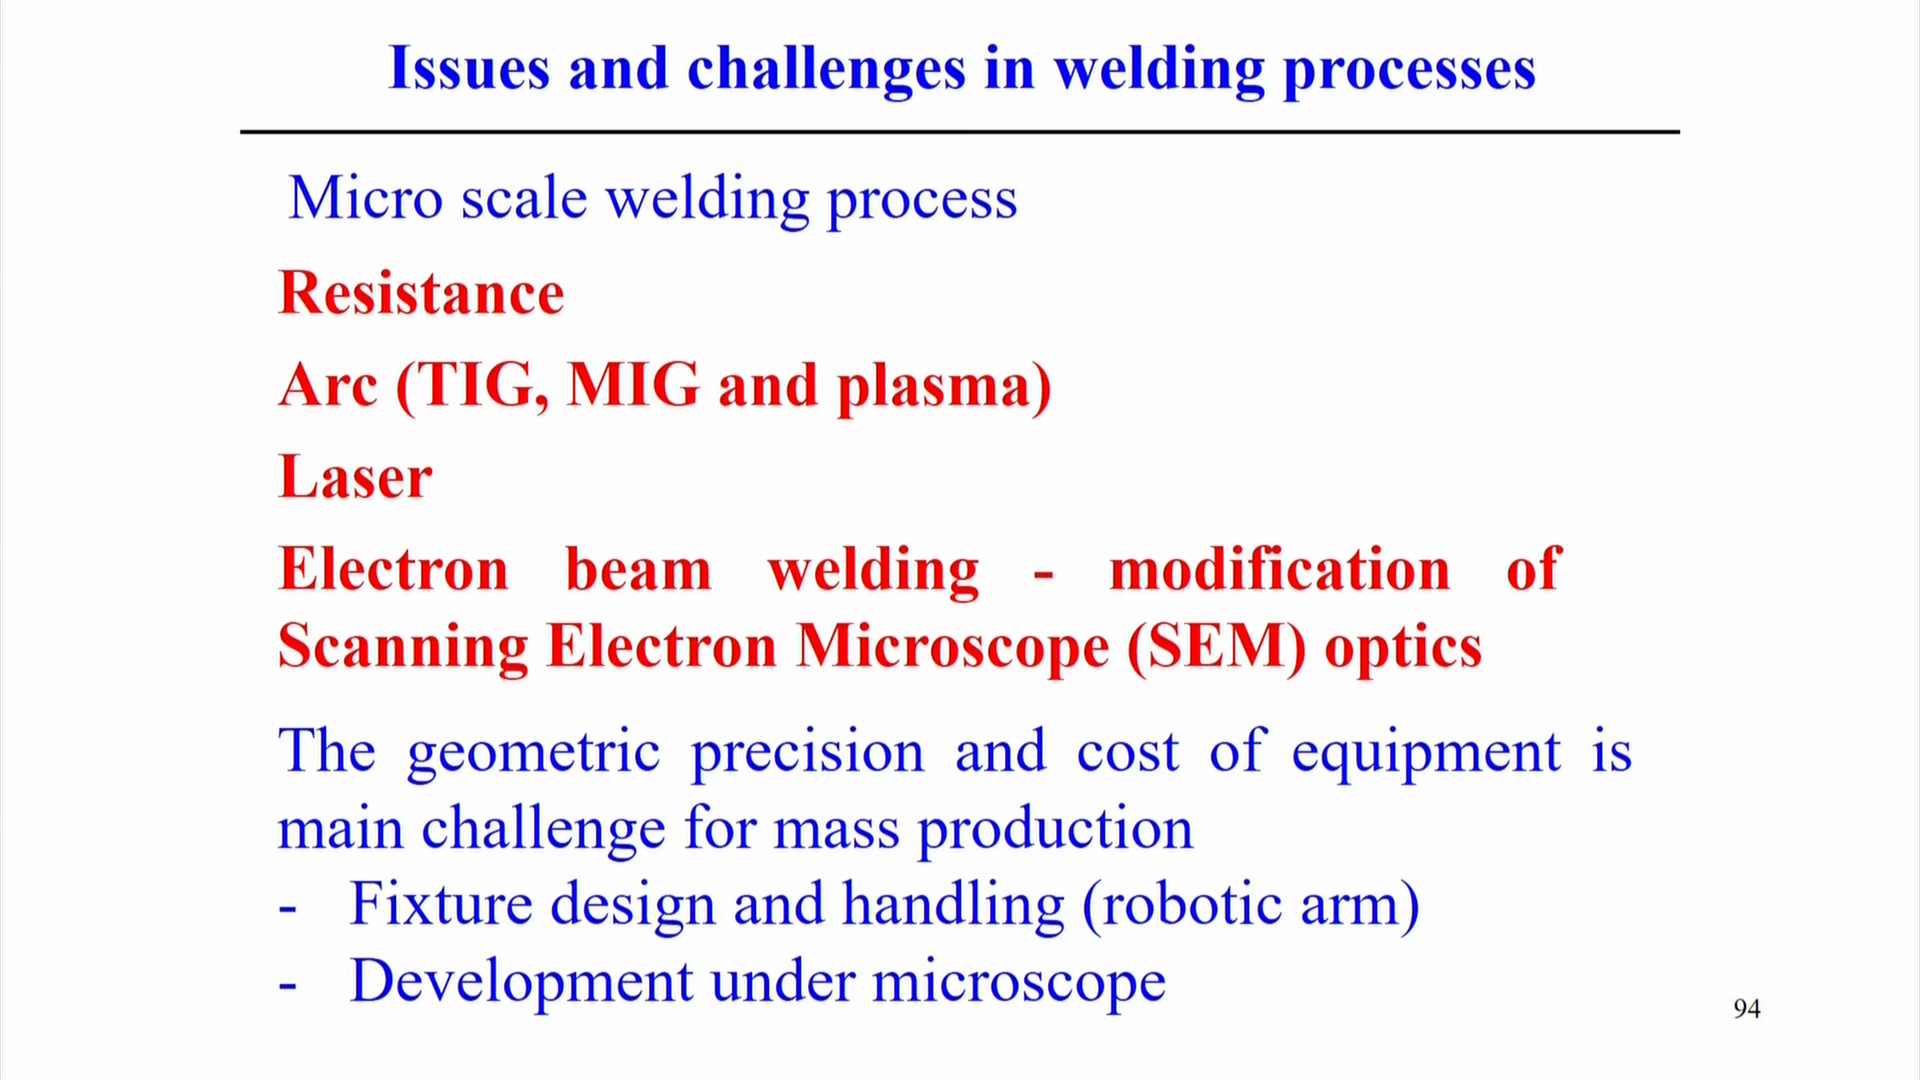 Issues and challenges in welding processes
Micro scale welding process
Resistance
Arc (TIG, MIG and plasma)
Laser
Electron beam welding - modification of
Scanning Electron Microscope (SEM) optics
The geometric precision and cost of equipment is
main challenge for mass production
- Fixture design and handling (robotic arm)
- Development under microscope
94